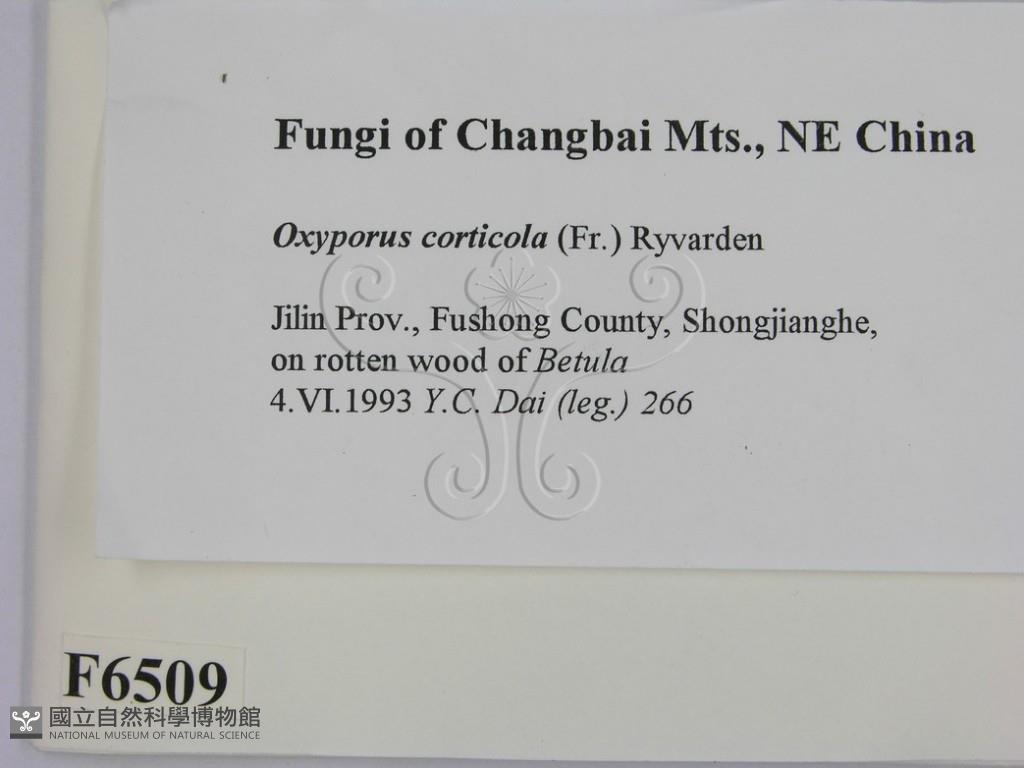 Fungi of Changbai Mts., NE China
Oxyporus corticola (Fr.) Ryvarden
Jilin Prov., Fushong County, Shongjianghe,
on rotten wood of Betula
4.VI.1993 Y.C. Dai (leg.) 266
F6509
國立自然科學博物館
NATIONAL MUSEUM OF NATURAL SCIENCE